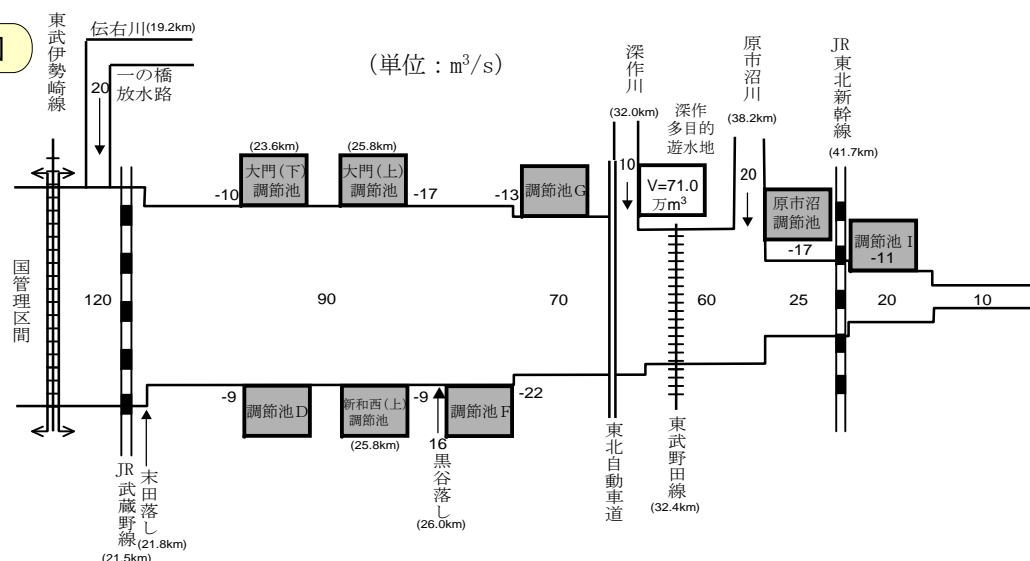 東武伊勢崎線
伝右川(19.2km)
一の橋
放水路
20
(単位：m³/s)
深作川
(32.0km)
10
深作
多目的
遊水地
V=71.0
万m³
原市沼川
(38.2km)
20
JR東北新幹線
(41.7km)
(23.6km)
大門(下)
調節池
-10
(25.8km)
大門(上)
調節池
-17
-13
調節池G
原市沼
調節池
-17
調節池I
-11
国管理区間
120
90
70
60
25
20
10
-9
調節池D
新和西(上)
調節池
(25.8km)
-9
調節池F
-22
16
黒谷落し
(26.0km)
JR武蔵野線
(21.5km)
末田落し
(21.8km)
東北自動車道
東武野田線
(32.4km)